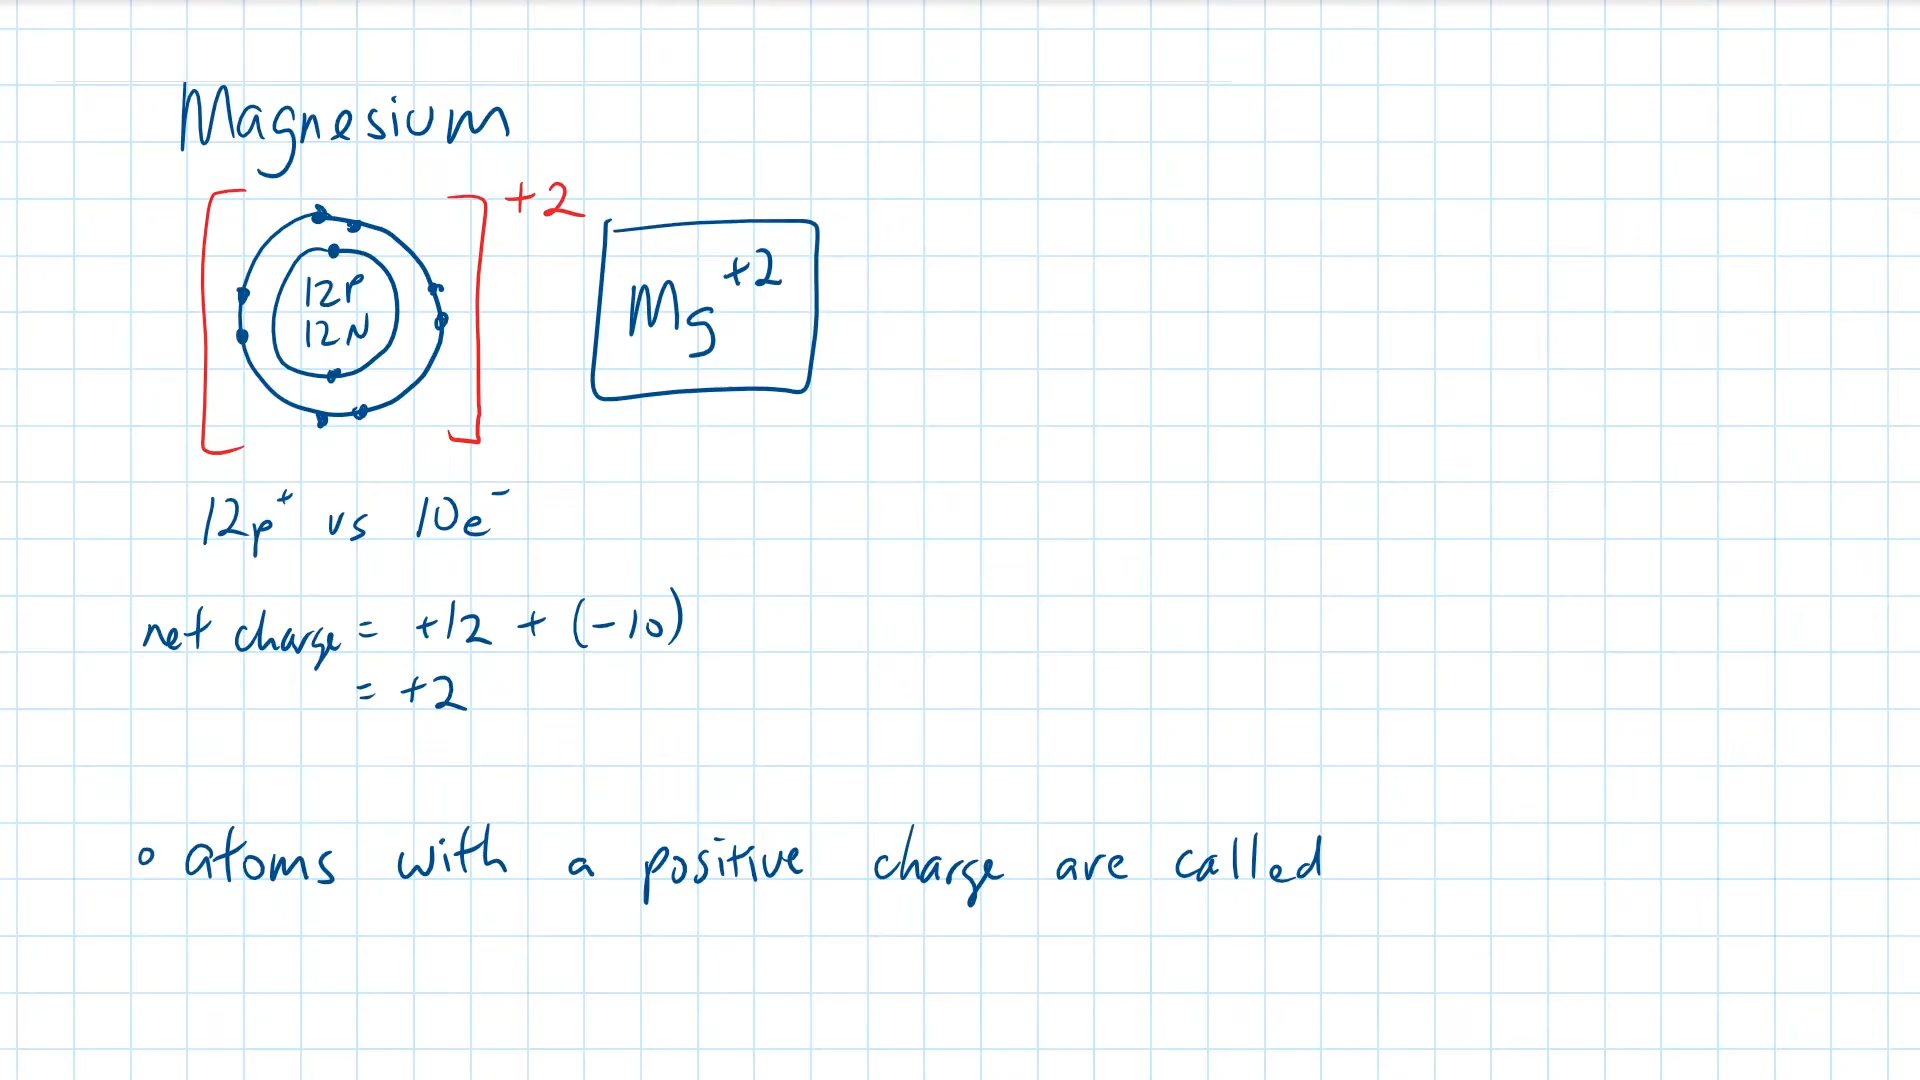 Magnesium
+2
12P
12N
Mg+2
12p+ vs 10e-
net charge = +12 + (-10)
= +2
o atoms with a positive charge are called